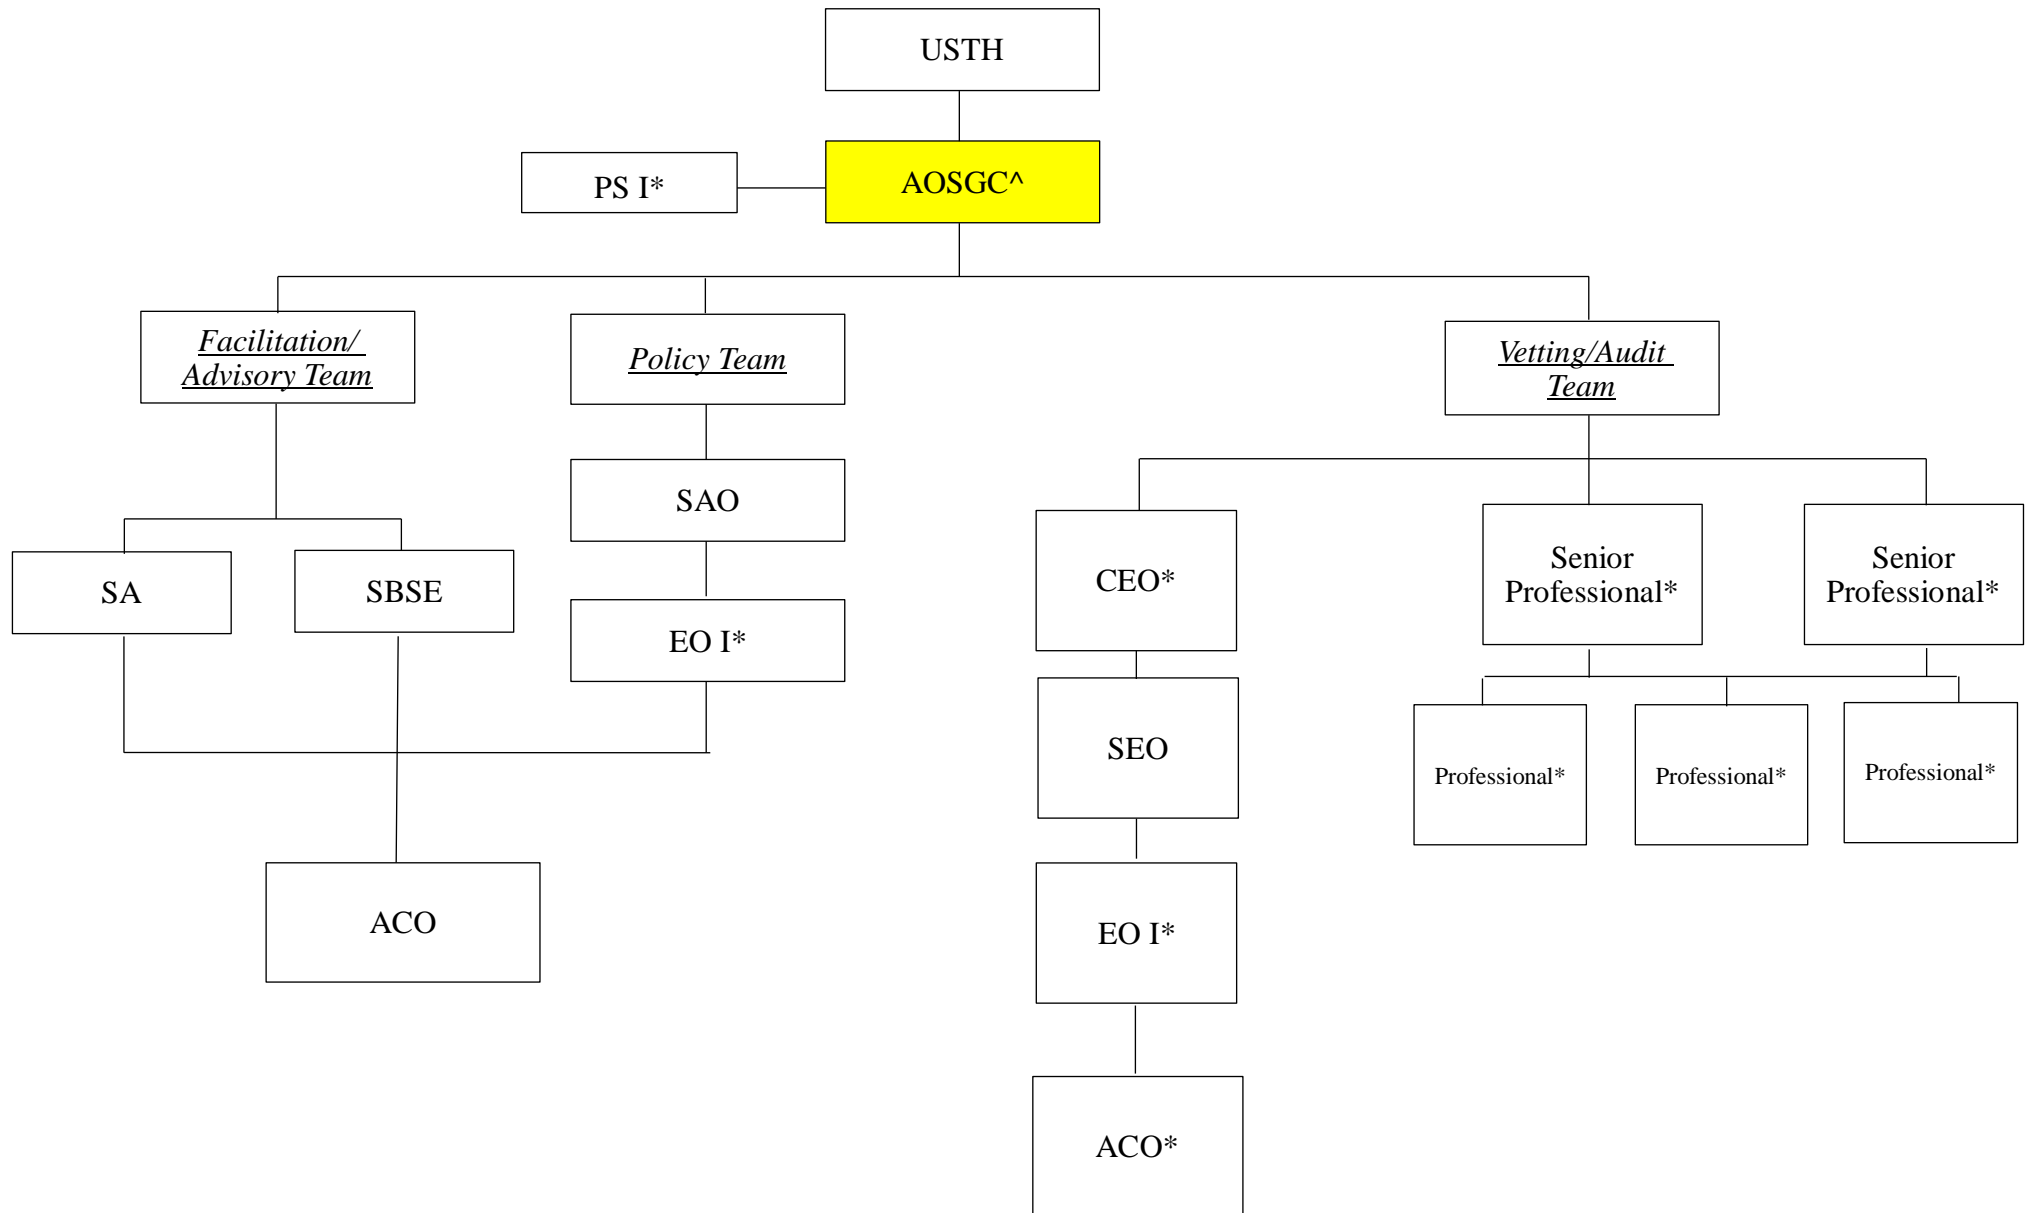 USTH
PS I*
AOSGC^
Facilitation/
Advisory Team
Policy Team
Vetting/Audit
Team
SA
SBSE
SAO
EO I*
ACO
CEO*
SEO
EO I*
ACO*
Senior
Professional*
Senior
Professional*
Professional*
Professional*
Professional*